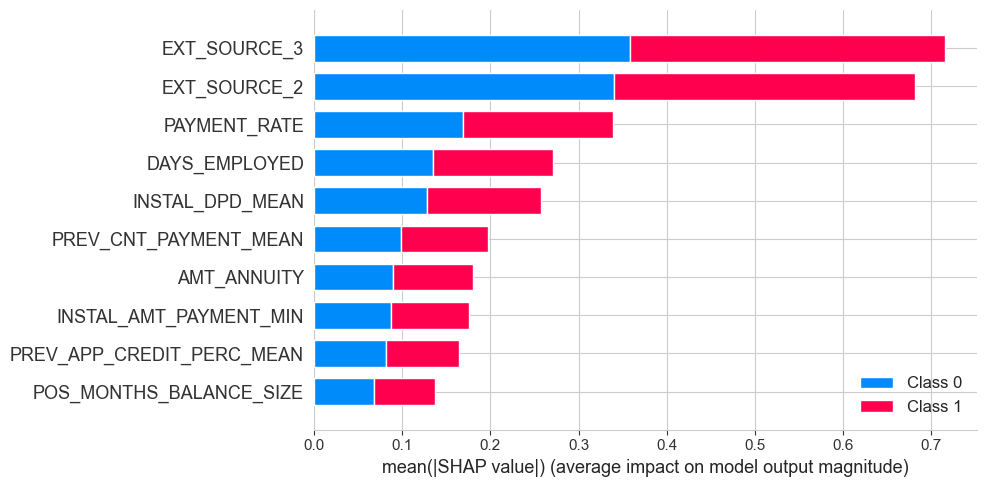 EXT_SOURCE_3
EXT_SOURCE_2
PAYMENT_RATE
DAYS_EMPLOYED
INSTAL_DPD_MEAN
PREV_CNT_PAYMENT_MEAN
AMT_ANNUITY
INSTAL_AMT_PAYMENT_MIN
PREV_APP_CREDIT_PERC_MEAN
POS_MONTHS_BALANCE_SIZE
Class 0
Class 1
0.0 0.1 0.2 0.3 0.4 0.5 0.6 0.7
mean(|SHAP value|) (average impact on model output magnitude)